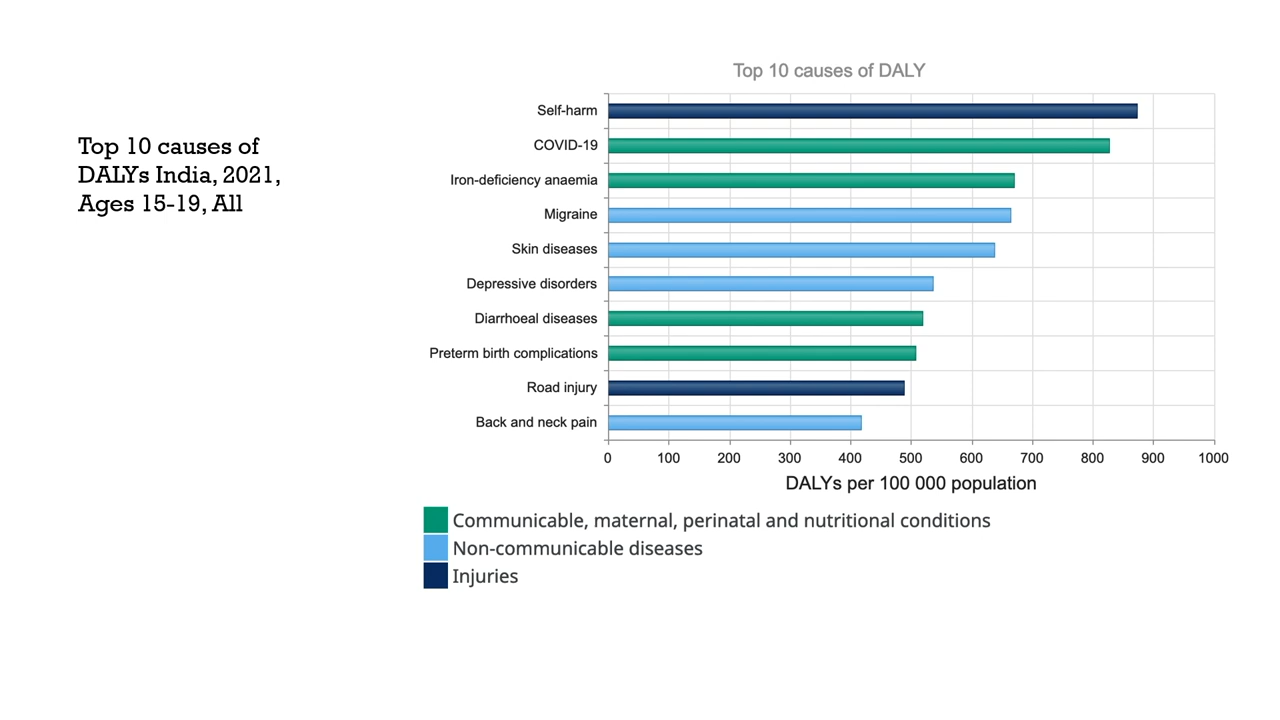 Top 10 causes of
DALYs India, 2021,
Ages 15-19, All
Top 10 causes of DALY
Self-harm
COVID-19
Iron-deficiency anaemia
Migraine
Skin diseases
Depressive disorders
Diarrhoeal diseases
Preterm birth complications
Road injury
Back and neck pain
0 100 200 300 400 500 600 700 800 900 1000
DALYs per 100 000 population
Communicable, maternal, perinatal and nutritional conditions
Non-communicable diseases
Injuries